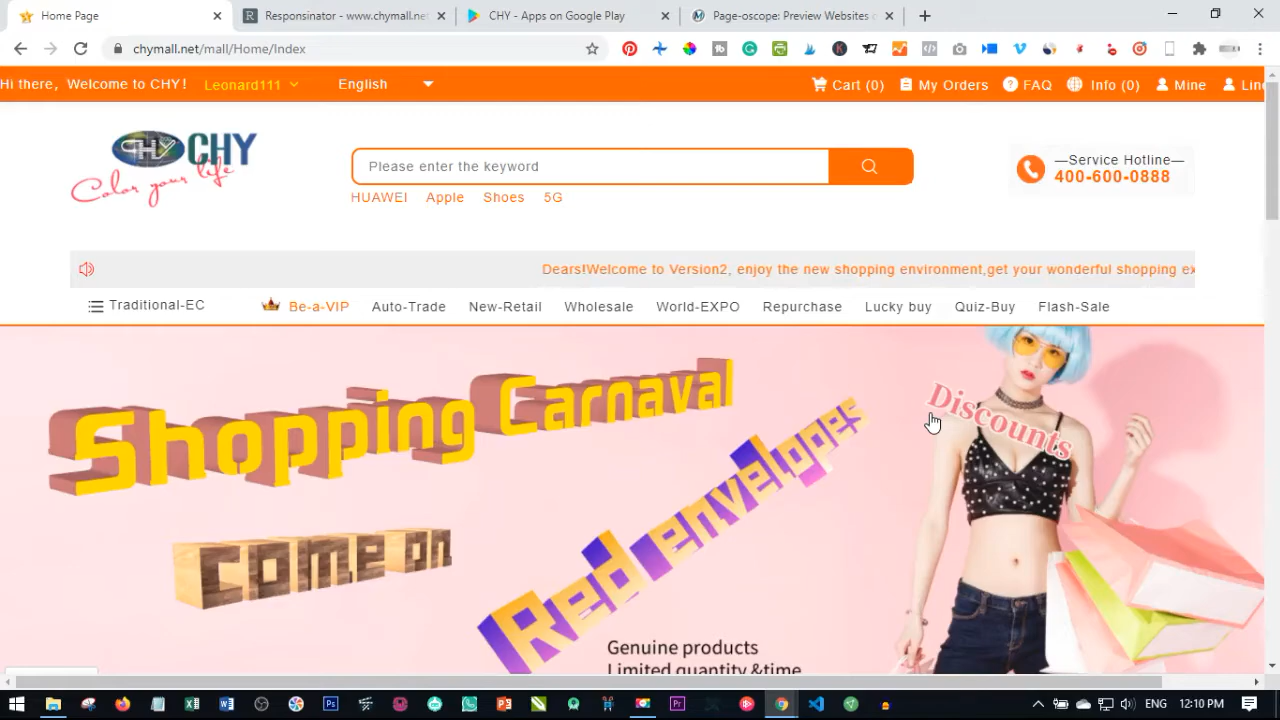 Home Page
Responsinator - www.chymall.net/
CHY - Apps on Google Play
Page-oscope: Preview Websites o
chymall.net/mall/Home/Index
Hi there, Welcome to CHY!
Leonard111
English
Cart (0)
My Orders
FAQ
Info (0)
Mine
Lin
CHY CHY
Color your life
Please enter the keyword
—Service Hotline—
400-600-0888
HUAWEI Apple Shoes 5G
Dears!Welcome to Version2, enjoy the new shopping environment,get your wonderful shopping ex
Traditional-EC
Be-a-VIP
Auto-Trade
New-Retail
Wholesale
World-EXPO
Repurchase
Lucky buy
Quiz-Buy
Flash-Sale
Shopping Carnaval
Discounts
come on
Red envelopes
Genuine products
Limited quantity &time
ENG
12:10 PM